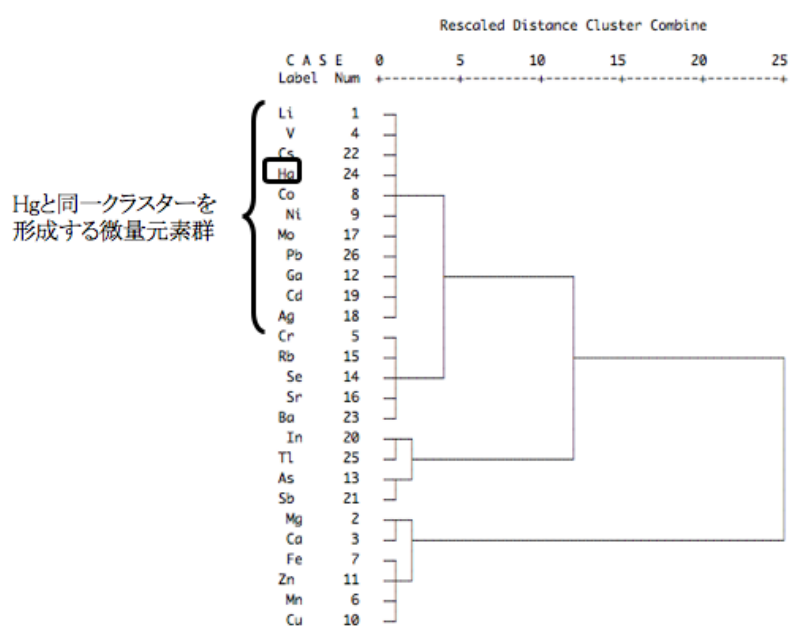 Rescaled Distance Cluster Combine
C A S E 0 5 10 15 20 25
Label Num +---------+---------+---------+---------+---------+
Li 1
V 4
Cs 22
Hg 24
Co 8
Ni 9
Mo 17
Pb 26
Ga 12
Cd 19
Ag 18
Cr 5
Rb 15
Se 14
Sr 16
Ba 23
In 20
Tl 25
As 13
Sb 21
Mg 2
Ca 3
Fe 7
Zn 11
Mn 6
Cu 10
Hgと同一クラスターを
形成する微量元素群